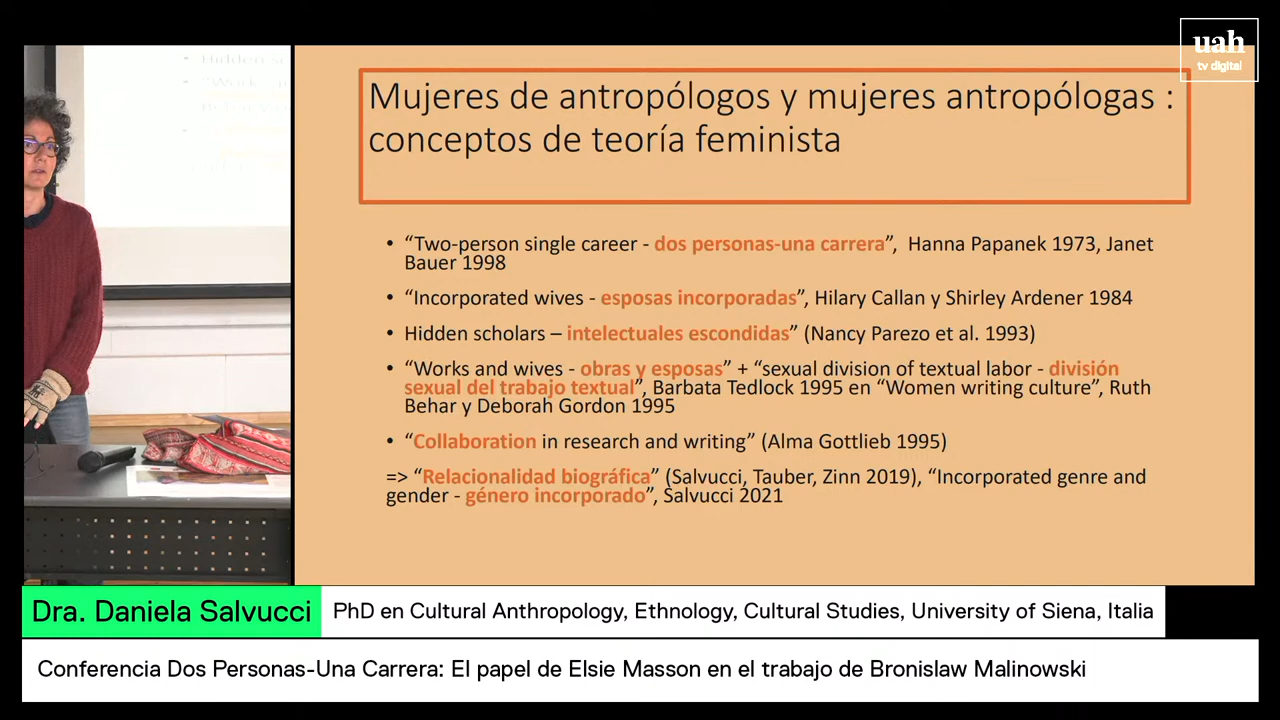 uah
tv digital
Mujeres de antropólogos y mujeres antropólogas :
conceptos de teoría feminista
• “Two-person single career - dos personas-una carrera”, Hanna Papanek 1973, Janet
Bauer 1998
• “Incorporated wives - esposas incorporadas”, Hilary Callan y Shirley Ardener 1984
• Hidden scholars – intelectuales escondidas” (Nancy Parezo et al. 1993)
• “Works and wives - obras y esposas” + “sexual division of textual labor - división
sexual del trabajo textual”, Barbata Tedlock 1995 en “Women writing culture”, Ruth
Behar y Deborah Gordon 1995
• “Collaboration in research and writing” (Alma Gottlieb 1995)
=> “Relacionalidad biográfica” (Salvucci, Tauber, Zinn 2019), “Incorporated genre and
gender - género incorporado”, Salvucci 2021
Dra. Daniela Salvucci
PhD en Cultural Anthropology, Ethnology, Cultural Studies, University of Siena, Italia
Conferencia Dos Personas-Una Carrera: El papel de Elsie Masson en el trabajo de Bronislaw Malinowski